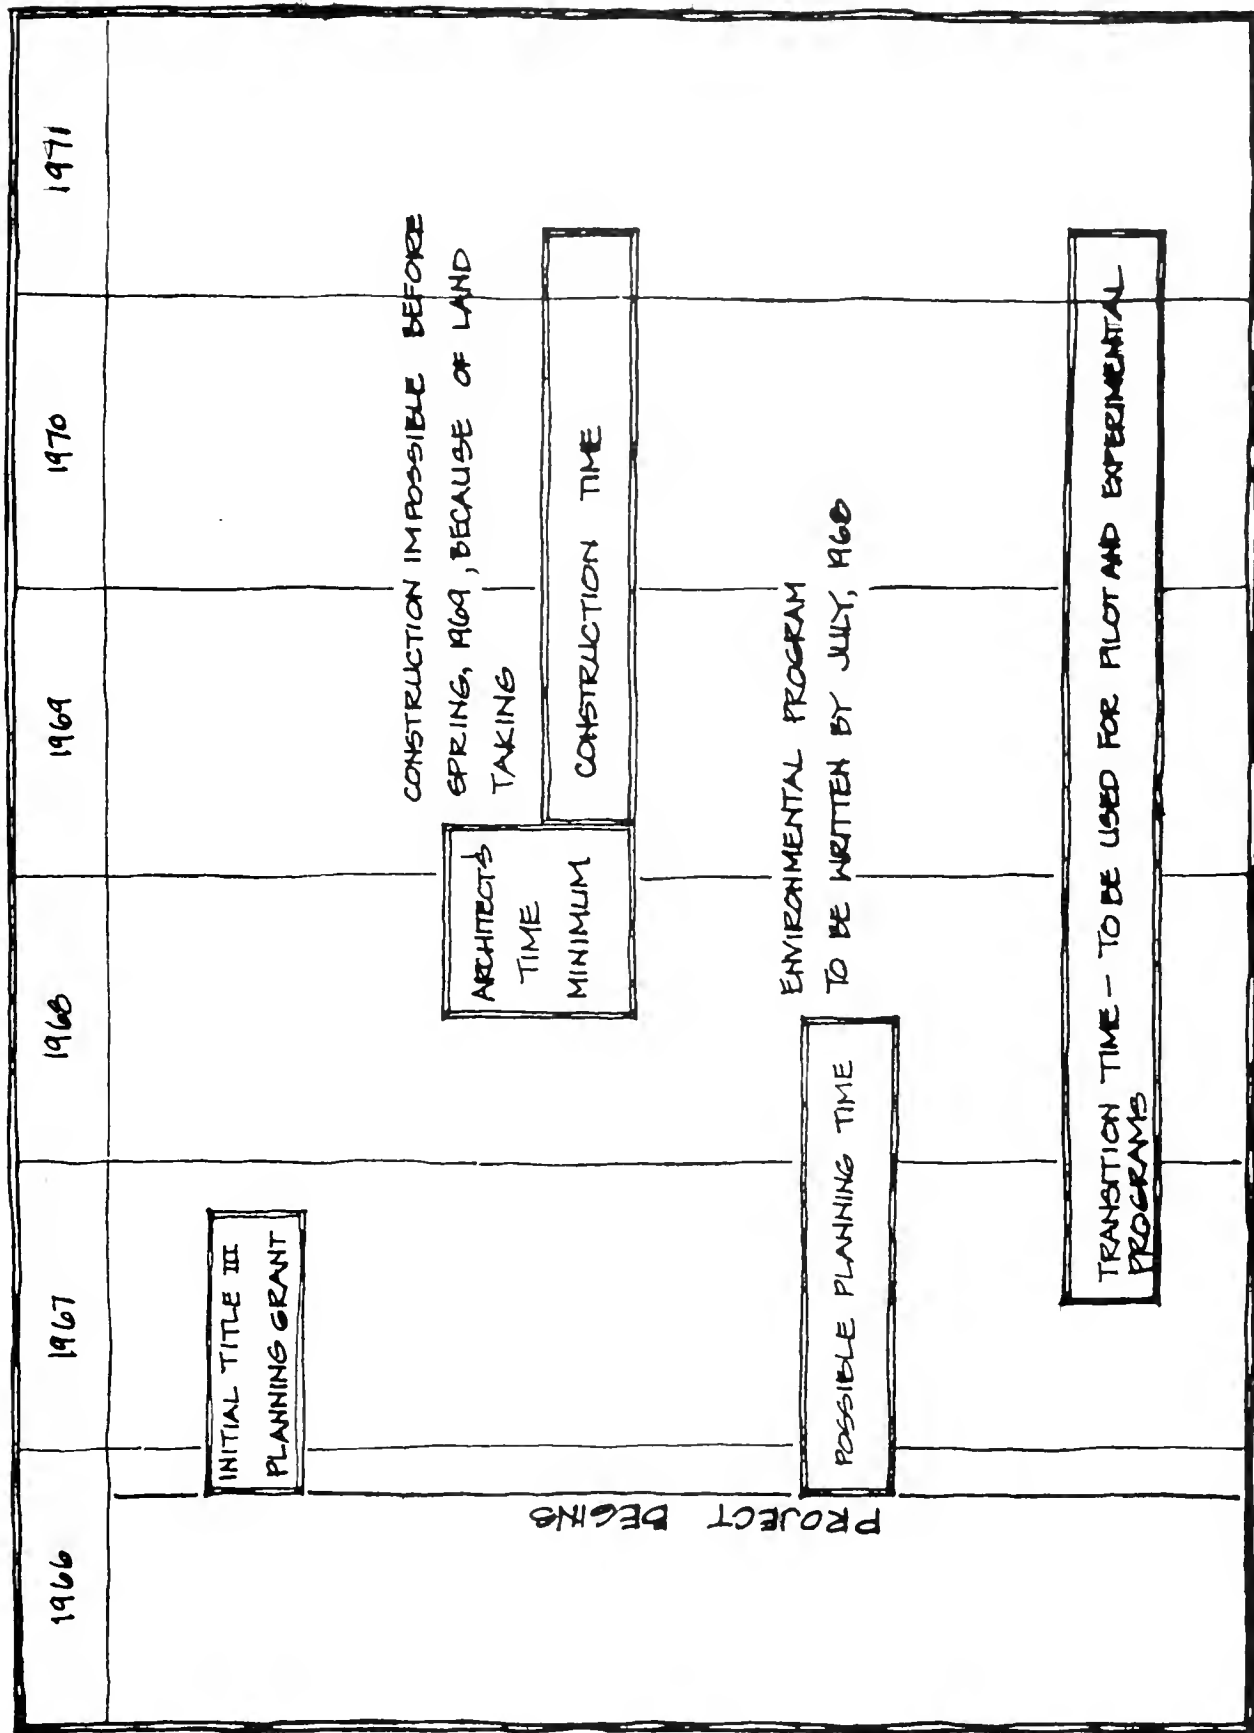 1966 1967 1968 1969 1970 1971
PROJECT BEGINS
INITIAL TITLE III
PLANNING GRANT
CONSTRUCTION IMPOSSIBLE BEFORE
SPRING, 1969, BECAUSE OF LAND
TAKING
ARCHITECT'S
TIME
MINIMUM
CONSTRUCTION TIME
ENVIRONMENTAL PROGRAM
TO BE WRITTEN BY JULY, 1968
POSSIBLE PLANNING TIME
TRANSITION TIME - TO BE USED FOR PILOT AND EXPERIMENTAL
PROGRAMS